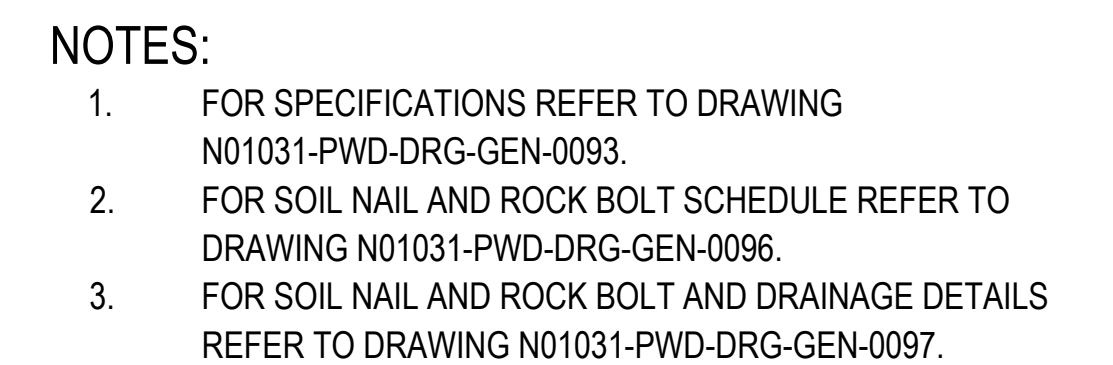 NOTES:
1. FOR SPECIFICATIONS REFER TO DRAWING
N01031-PWD-DRG-GEN-0093.
2. FOR SOIL NAIL AND ROCK BOLT SCHEDULE REFER TO
DRAWING N01031-PWD-DRG-GEN-0096.
3. FOR SOIL NAIL AND ROCK BOLT AND DRAINAGE DETAILS
REFER TO DRAWING N01031-PWD-DRG-GEN-0097.